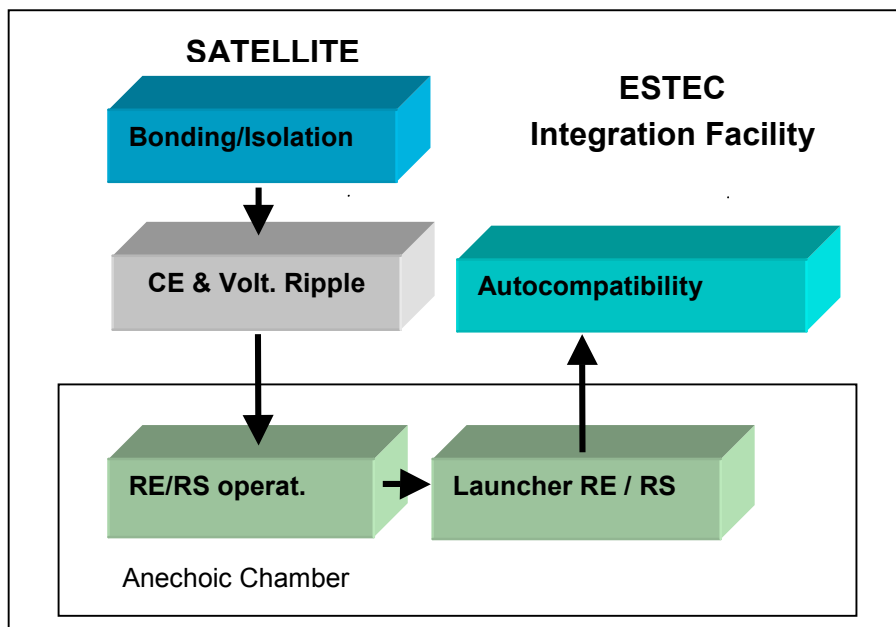 SATELLITE
ESTEC
Integration Facility
Bonding/Isolation
CE & Volt. Ripple
Autocompatibility
RE/RS operat.
Launcher RE / RS
Anechoic Chamber